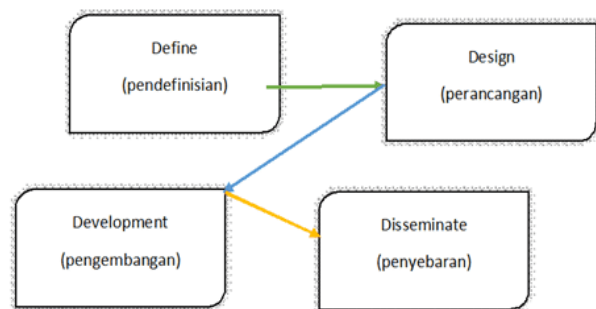 Define
(pendefinisian)
Design
(perancangan)
Development
(pengembangan)
Disseminate
(penyebaran)